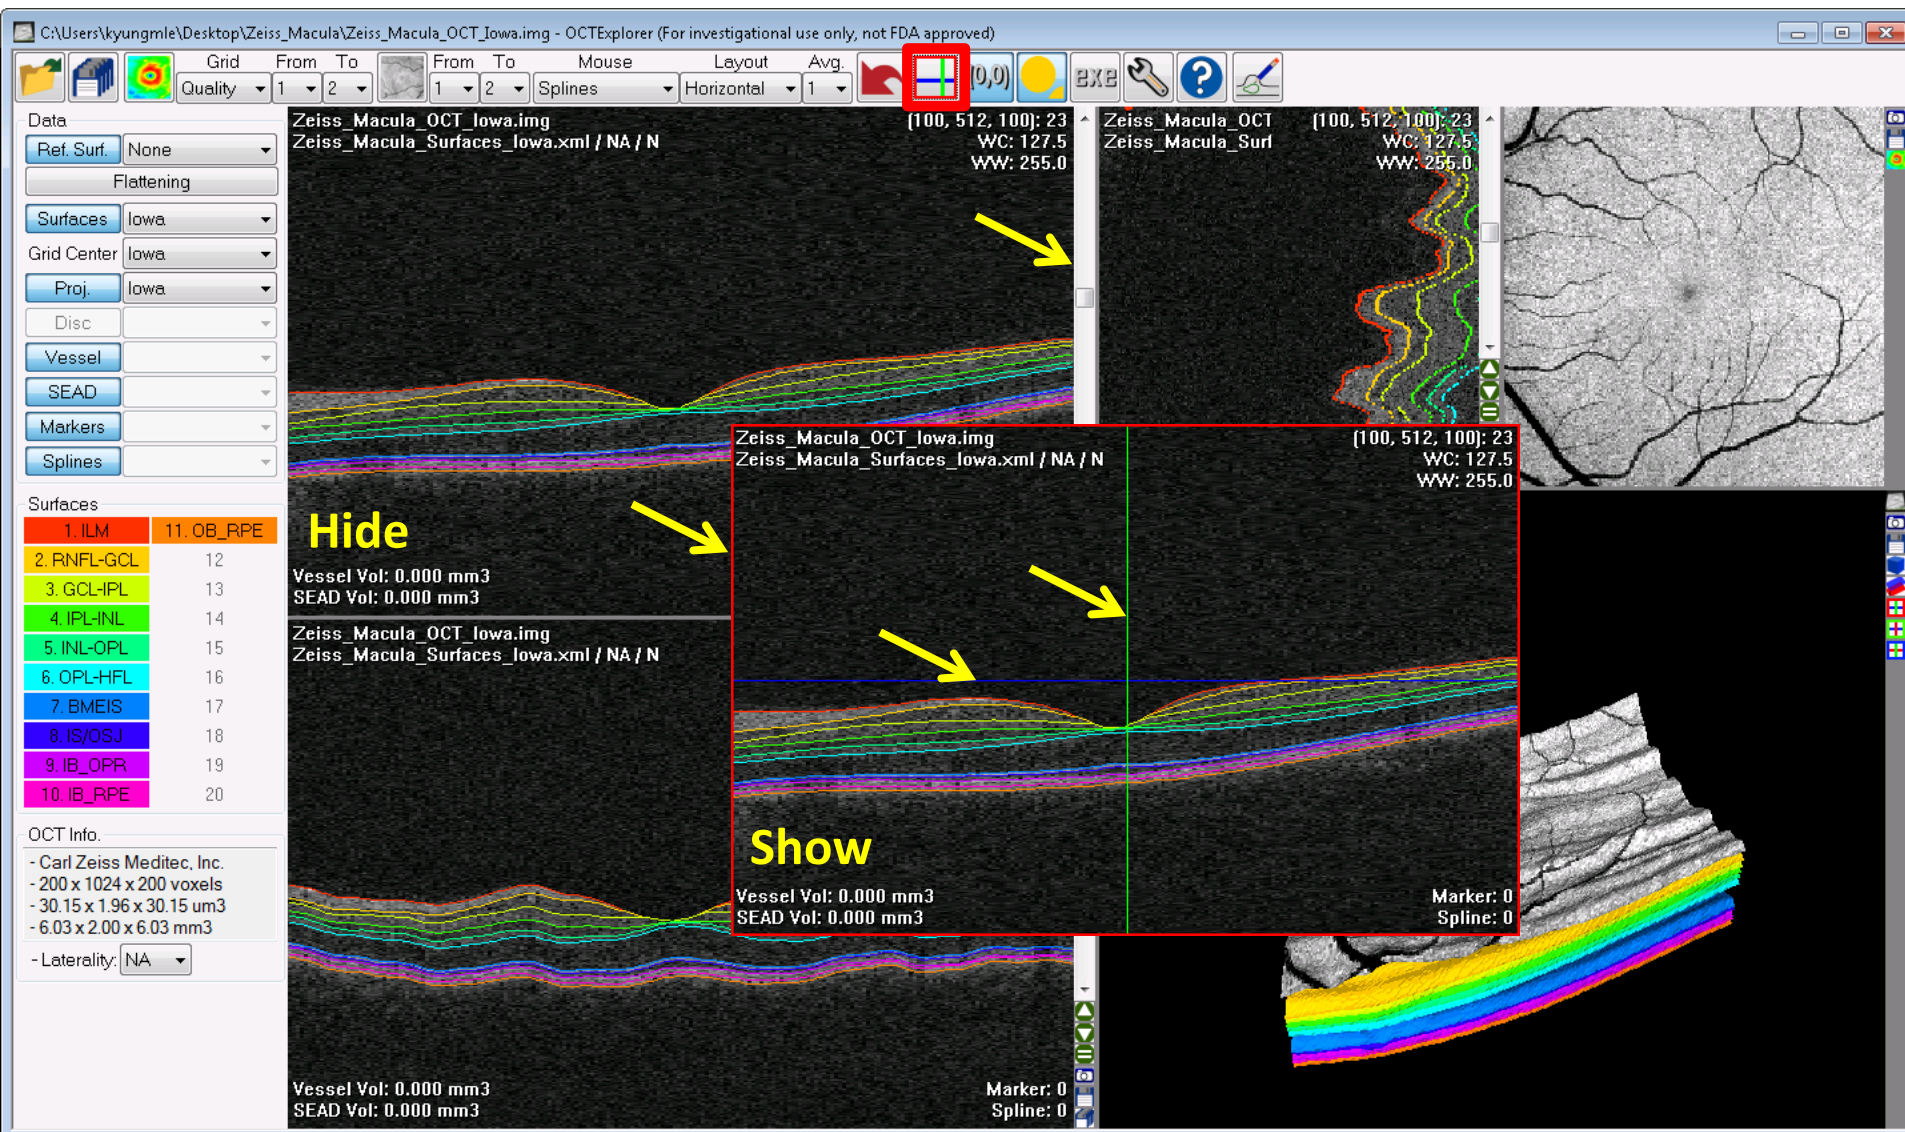 C:\Users\kyungmle\Desktop\Zeiss_Macula\Zeiss_Macula_OCT_Iowa.img - OCTExplorer (For investigational use only, not FDA approved)
Grid From To From To Mouse Layout Avg.
Quality 1 2 1 2 Splines Horizontal 1 (0,0) exe ?
Data
Ref. Surf. None
Flattening
Surfaces Iowa
Grid Center Iowa
Proj. Iowa
Disc
Vessel
SEAD
Markers
Splines
Surfaces
1. ILM 11. OB_RPE
2. RNFL-GCL 12
3. GCL-IPL 13
4. IPL-INL 14
5. INL-OPL 15
6. OPL-HFL 16
7. BMEIS 17
8. IS/OSJ 18
9. IB_OPR 19
10. IB_RPE 20
OCT Info.
- Carl Zeiss Meditec, Inc.
- 200 x 1024 x 200 voxels
- 30.15 x 1.96 x 30.15 um3
- 6.03 x 2.00 x 6.03 mm3
- Laterality: NA
Zeiss_Macula_OCT_Iowa.img (100, 512, 100): 23
Zeiss_Macula_Surfaces_Iowa.xml / NA / N WC: 127.5
WW: 255.0
Hide
Vessel Vol: 0.000 mm3
SEAD Vol: 0.000 mm3
Zeiss_Macula_OCT (100, 512, 100): 23
Zeiss_Macula_Surf WC: 127.5
WW: 255.0
Zeiss_Macula_OCT_Iowa.img (100, 512, 100): 23
Zeiss_Macula_Surfaces_Iowa.xml / NA / N WC: 127.5
WW: 255.0
Show
Vessel Vol: 0.000 mm3 Marker: 0
SEAD Vol: 0.000 mm3 Spline: 0
Zeiss_Macula_OCT_Iowa.img
Zeiss_Macula_Surfaces_Iowa.xml / NA / N
Vessel Vol: 0.000 mm3 Marker: 0
SEAD Vol: 0.000 mm3 Spline: 0